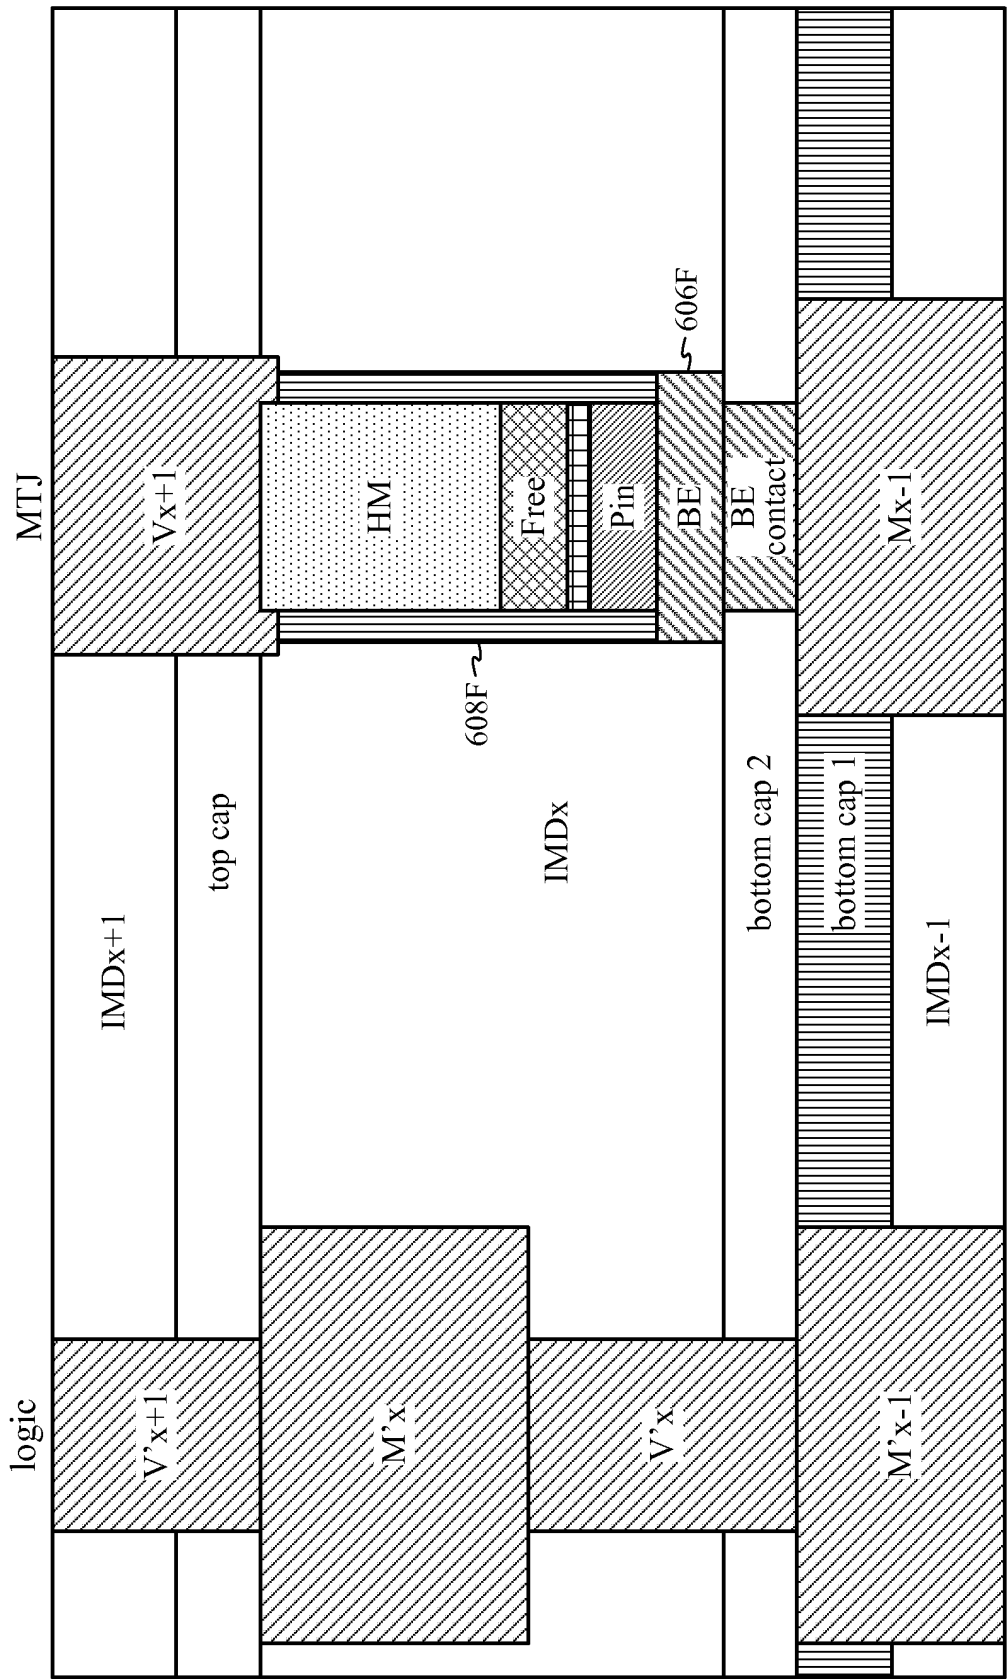 logic
MTJ
V'x+1
IMDx+1
Vx+1
top cap
M'x
HM
608F
Free
IMDx
Pin
V'x
BE
606F
bottom cap 2
BE
contact
bottom cap 1
M'x-1
IMDx-1
Mx-1